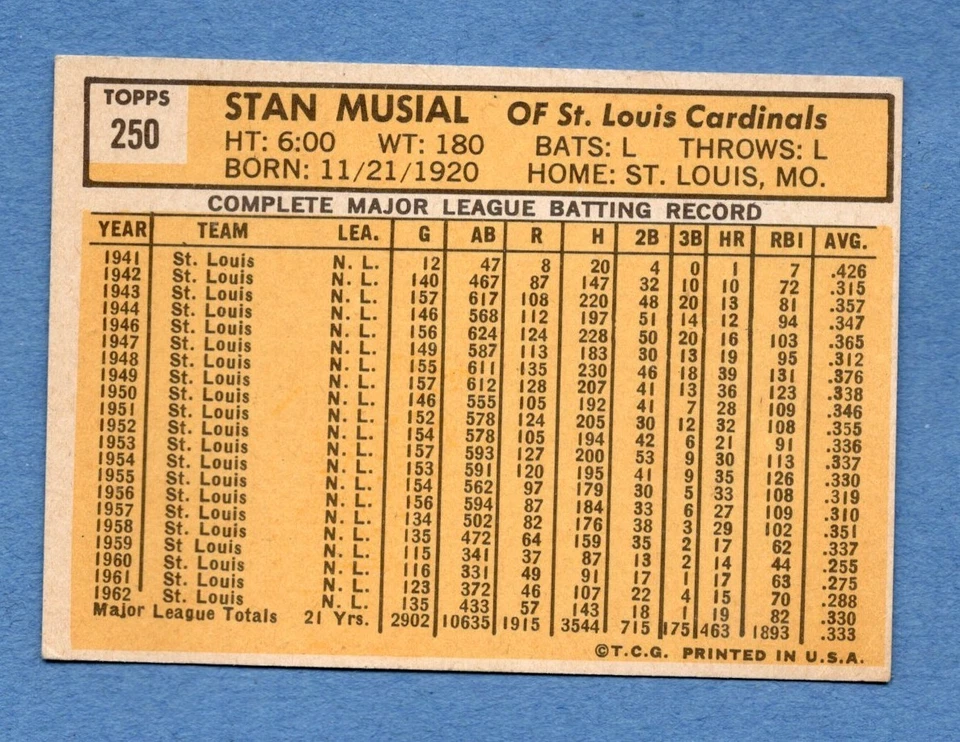 TOPPS
250
STAN MUSIAL OF St. Louis Cardinals
HT: 6:00 WT: 180 BATS: L THROWS: L
BORN: 11/21/1920 HOME: ST. LOUIS, MO.
COMPLETE MAJOR LEAGUE BATTING RECORD
YEAR TEAM LEA. G AB R H 2B 3B HR RBI AVG.
1941 St. Louis N. L. 12 47 8 20 4 0 1 7 .426
1942 St. Louis N. L. 140 467 87 147 32 10 10 72 .315
1943 St. Louis N. L. 157 617 108 220 48 20 13 81 .357
1944 St. Louis N. L. 146 568 112 197 51 14 12 94 .347
1946 St. Louis N. L. 156 624 124 228 50 20 16 103 .365
1947 St. Louis N. L. 149 587 113 183 30 13 19 95 .312
1948 St. Louis N. L. 155 611 135 230 46 18 39 131 .376
1949 St. Louis N. L. 157 612 128 207 41 13 36 123 .338
1950 St. Louis N. L. 146 555 105 192 41 7 28 109 .346
1951 St. Louis N. L. 152 578 124 205 30 12 32 108 .355
1952 St. Louis N. L. 154 578 105 194 42 6 21 91 .336
1953 St. Louis N. L. 157 593 127 200 53 9 30 113 .337
1954 St. Louis N. L. 153 591 120 195 41 9 35 126 .330
1955 St. Louis N. L. 154 562 97 179 30 5 33 108 .319
1956 St. Louis N. L. 156 594 87 184 33 6 27 109 .310
1957 St. Louis N. L. 134 502 82 176 38 3 29 102 .351
1958 St. Louis N. L. 135 472 64 159 35 2 17 62 .337
1959 St Louis N. L. 115 341 37 87 13 2 14 44 .255
1960 St. Louis N. L. 116 331 49 91 17 1 17 63 .275
1961 St. Louis N. L. 123 372 46 107 22 4 15 70 .288
1962 St. Louis N. L. 135 433 57 143 18 1 19 82 .330
Major League Totals 21 Yrs. 2902 10635 1915 3544 715 175 463 1893 .333
©T.C.G. PRINTED IN U.S.A.